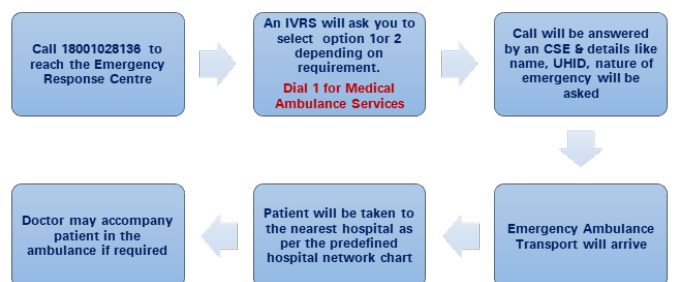 Call 18001028136 to
reach the Emergency
Response Centre
An IVRS will ask you to
select option 1or 2
depending on
requirement.
Dial 1 for Medical
Ambulance Services
Call will be answered
by an CSE & details like
name, UHID, nature of
emergency will be
asked
Emergency Ambulance
Transport will arrive
Patient will be taken to
the nearest hospital as
per the predefined
hospital network chart
Doctor may accompany
patient in the
ambulance if required